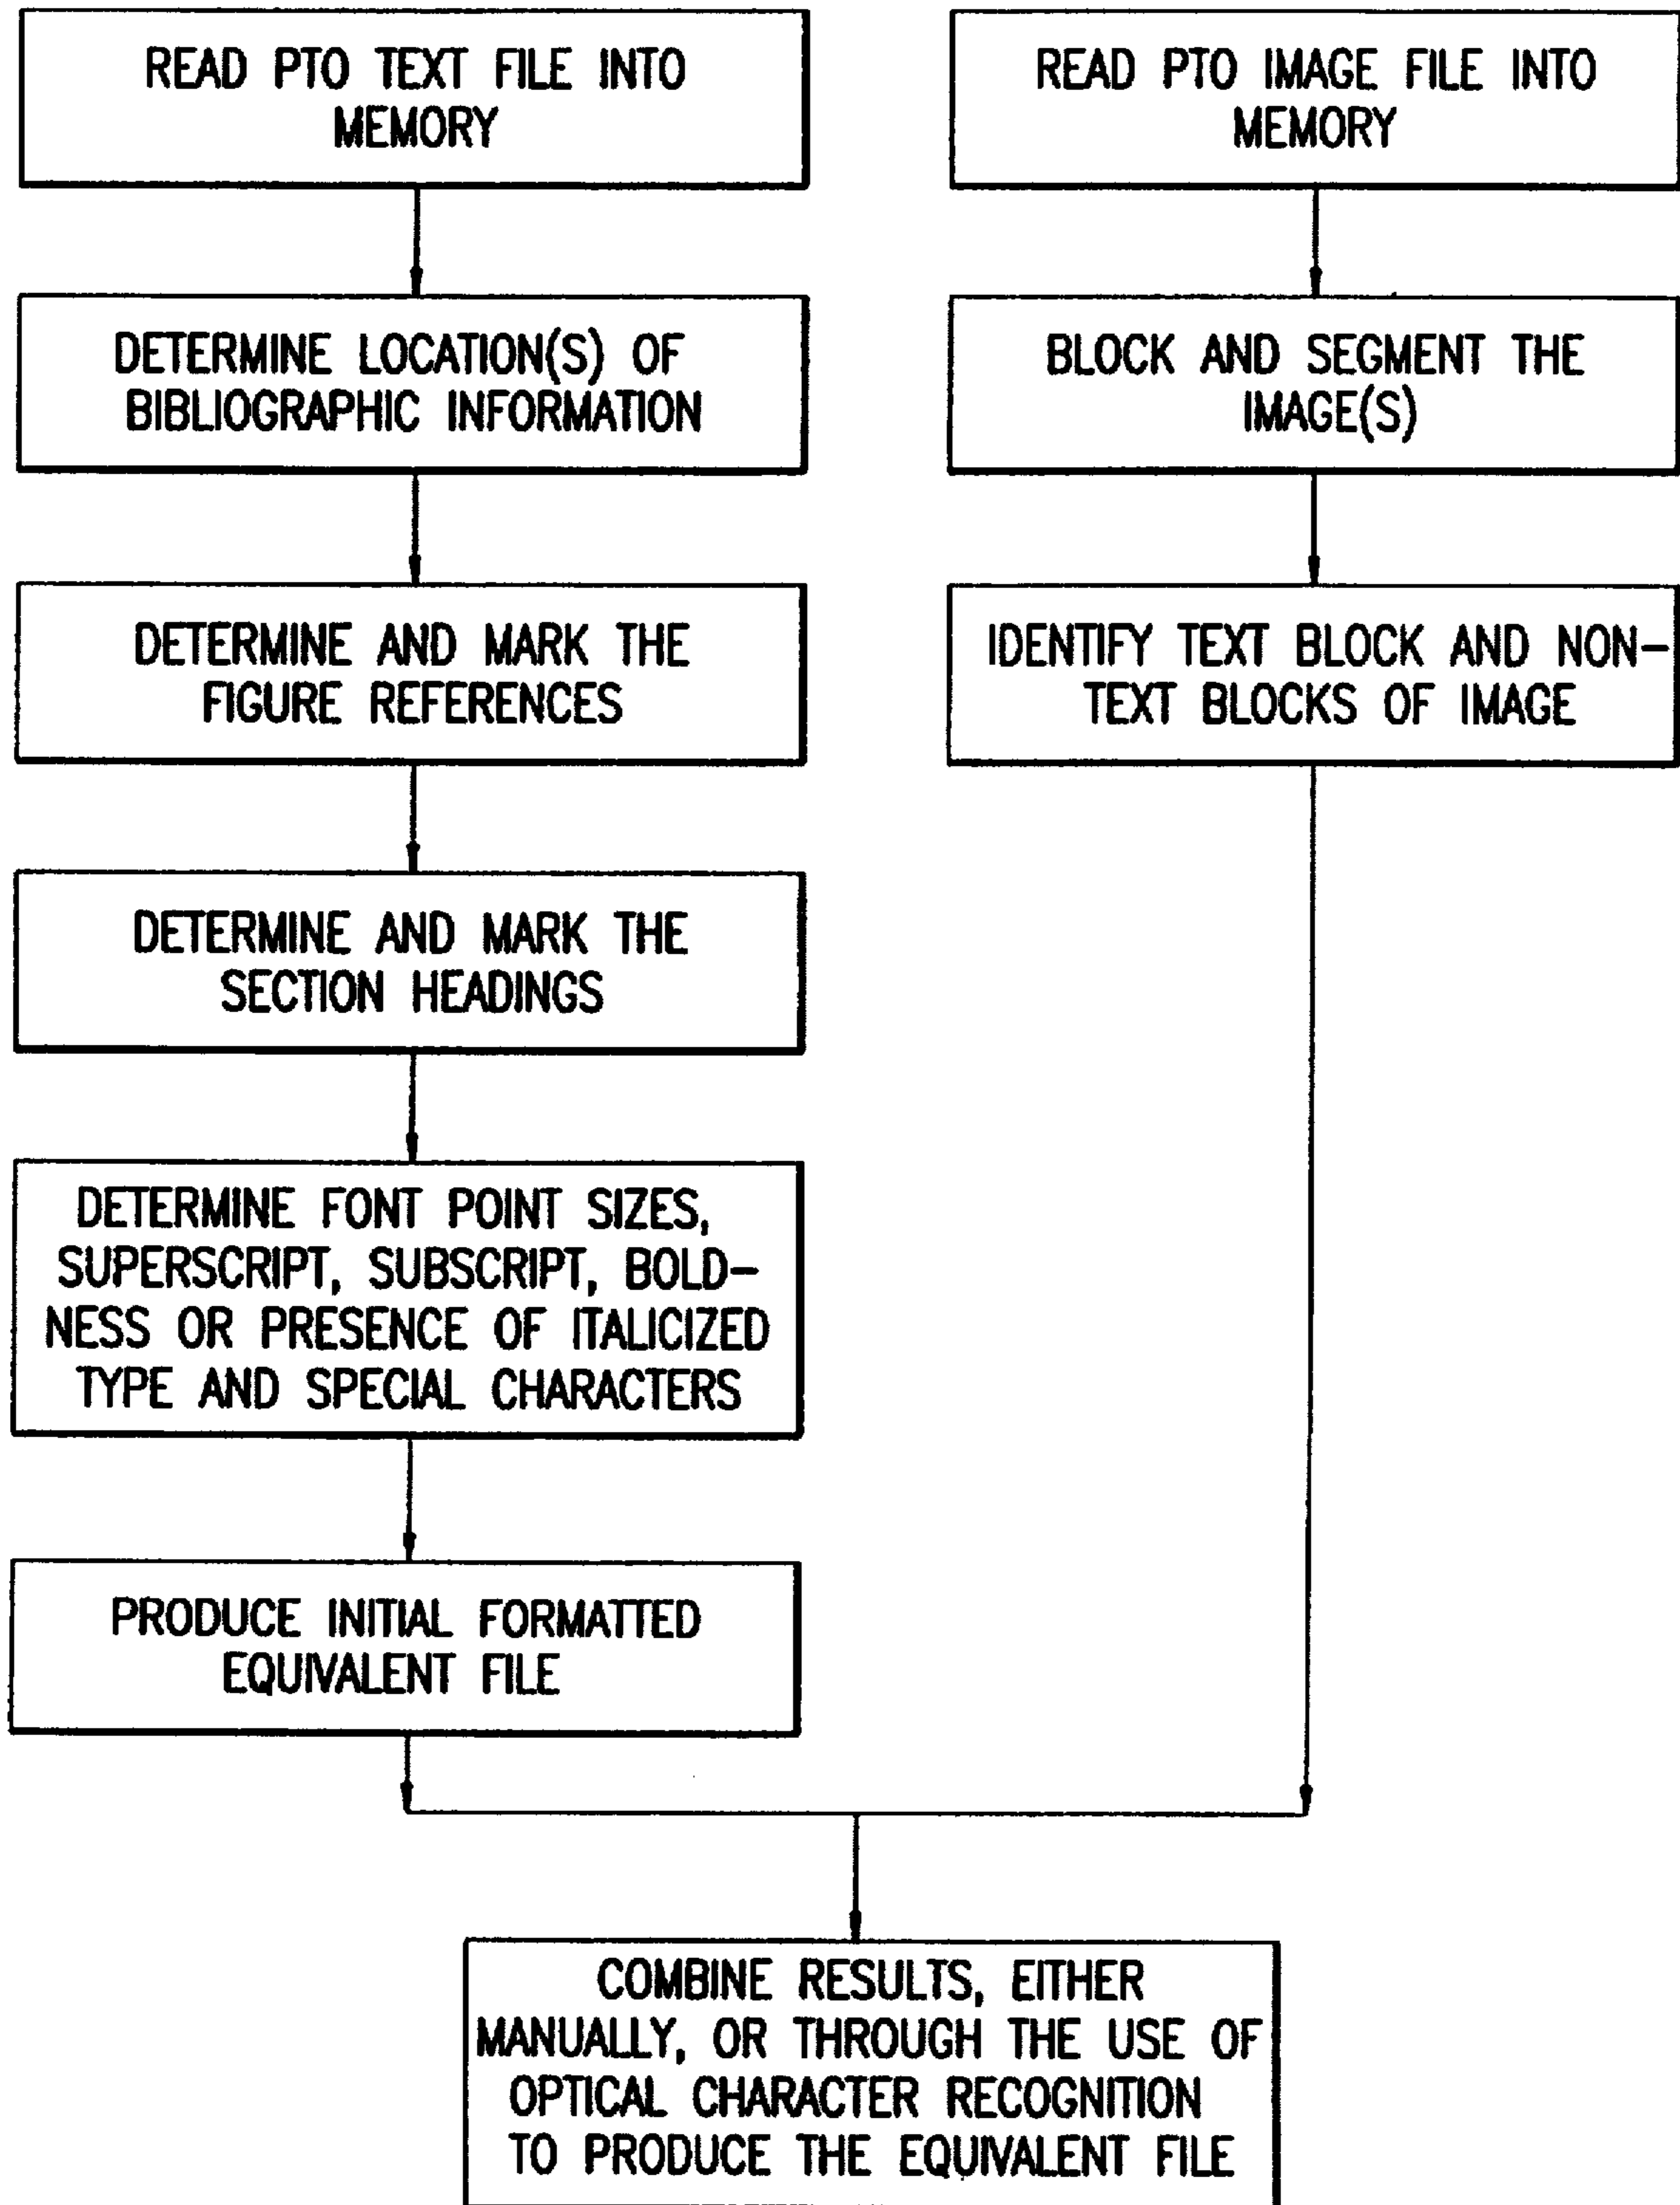 READ PTO TEXT FILE INTO
MEMORY
DETERMINE LOCATION(S) OF
BIBLIOGRAPHIC INFORMATION
DETERMINE AND MARK THE
FIGURE REFERENCES
DETERMINE AND MARK THE
SECTION HEADINGS
DETERMINE FONT POINT SIZES,
SUPERSCRIPT, SUBSCRIPT, BOLD-
NESS OR PRESENCE OF ITALICIZED
TYPE AND SPECIAL CHARACTERS
PRODUCE INITIAL FORMATTED
EQUIVALENT FILE
READ PTO IMAGE FILE INTO
MEMORY
BLOCK AND SEGMENT THE
IMAGE(S)
IDENTIFY TEXT BLOCK AND NON-
TEXT BLOCKS OF IMAGE
COMBINE RESULTS, EITHER
MANUALLY, OR THROUGH THE USE OF
OPTICAL CHARACTER RECOGNITION
TO PRODUCE THE EQUIVALENT FILE